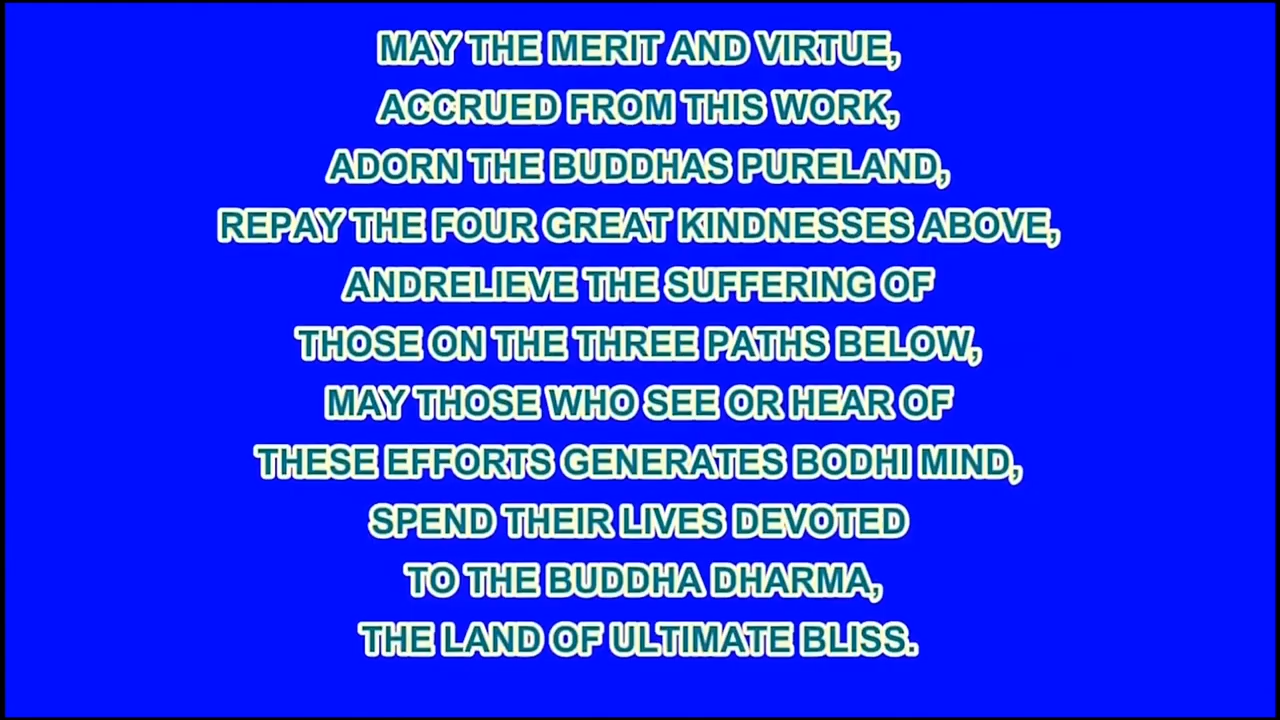 MAY THE MERIT AND VIRTUE,
ACCRUED FROM THIS WORK,
ADORN THE BUDDHAS PURELAND,
REPAY THE FOUR GREAT KINDNESSES ABOVE,
ANDRELIEVE THE SUFFERING OF
THOSE ON THE THREE PATHS BELOW,
MAY THOSE WHO SEE OR HEAR OF
THESE EFFORTS GENERATES BODHI MIND,
SPEND THEIR LIVES DEVOTED
TO THE BUDDHA DHARMA,
THE LAND OF ULTIMATE BLISS.